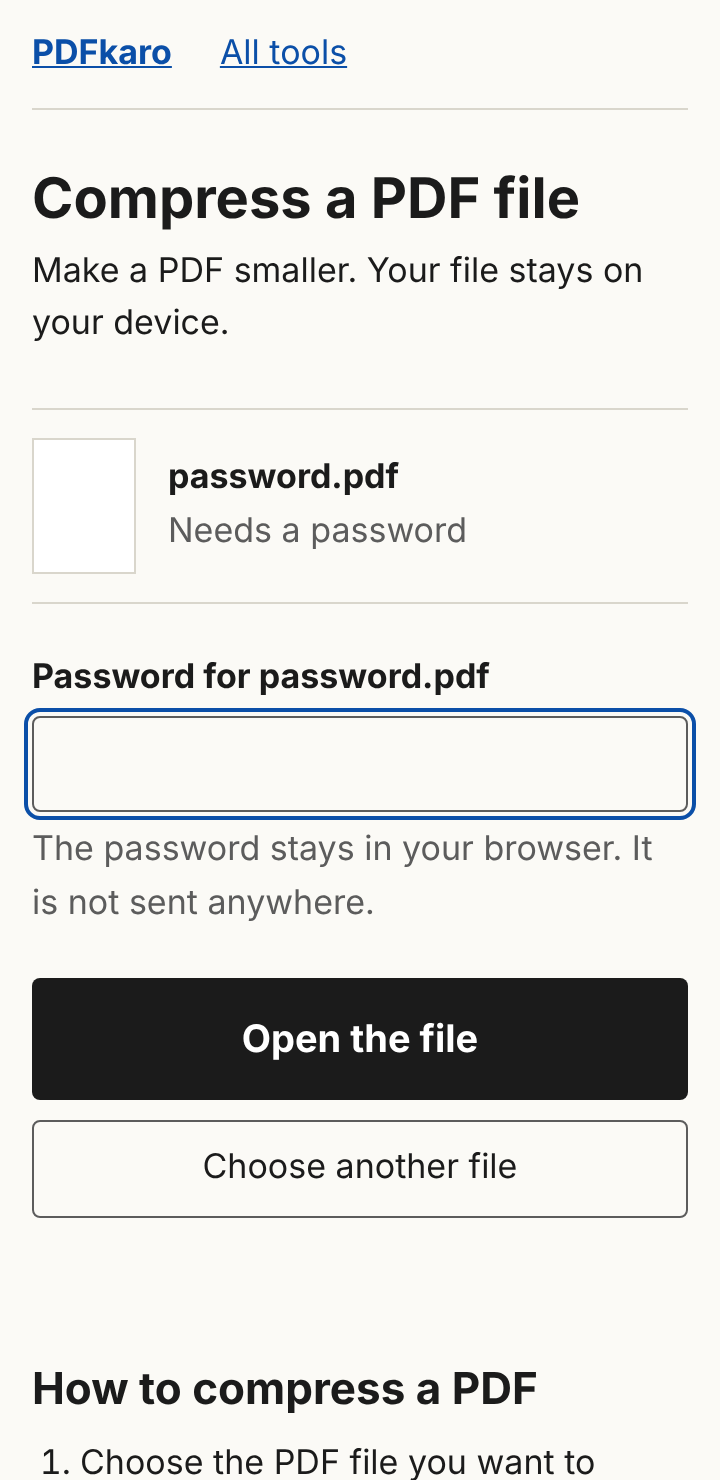 PDFkaro All tools
Compress a PDF file
Make a PDF smaller. Your file stays on
your device.
password.pdf
Needs a password
Password for password.pdf
The password stays in your browser. It
is not sent anywhere.
Open the file
Choose another file
How to compress a PDF
1. Choose the PDF file you want to